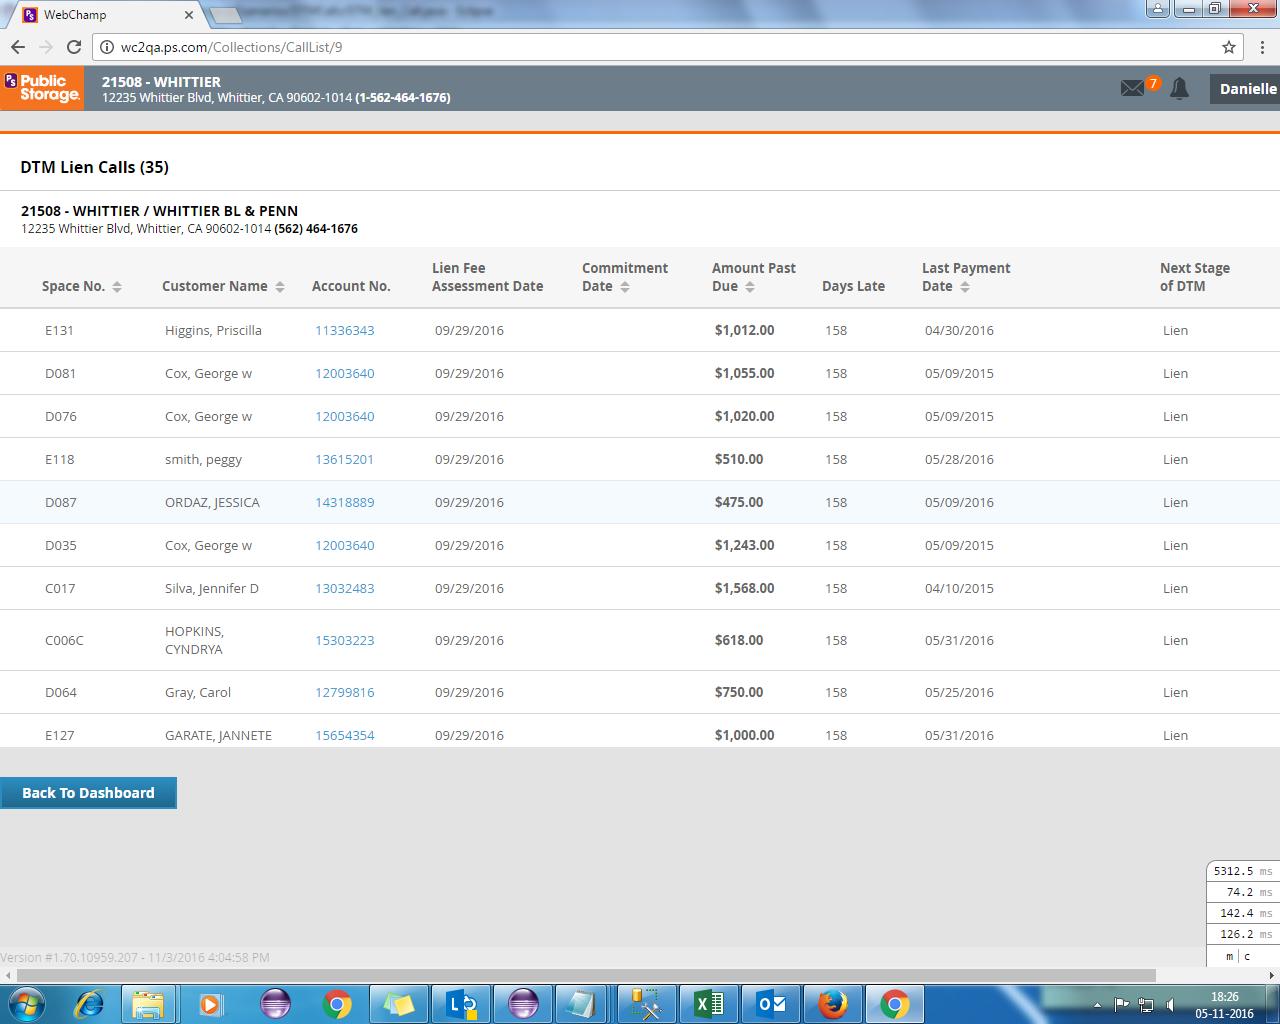 WebChamp
wc2qa.ps.com/Collections/CallList/9
PS Public Storage.
21508 - WHITTIER
12235 Whittier Blvd, Whittier, CA 90602-1014 (1-562-464-1676)
7
Danielle
DTM Lien Calls (35)
21508 - WHITTIER / WHITTIER BL & PENN
12235 Whittier Blvd, Whittier, CA 90602-1014 (562) 464-1676
Space No. Customer Name Account No. Lien Fee Assessment Date Commitment Date Amount Past Due Days Late Last Payment Date Next Stage of DTM
E131 Higgins, Priscilla 11336343 09/29/2016 $1,012.00 158 04/30/2016 Lien
D081 Cox, George w 12003640 09/29/2016 $1,055.00 158 05/09/2015 Lien
D076 Cox, George w 12003640 09/29/2016 $1,020.00 158 05/09/2015 Lien
E118 smith, peggy 13615201 09/29/2016 $510.00 158 05/28/2016 Lien
D087 ORDAZ, JESSICA 14318889 09/29/2016 $475.00 158 05/09/2016 Lien
D035 Cox, George w 12003640 09/29/2016 $1,243.00 158 05/09/2015 Lien
C017 Silva, Jennifer D 13032483 09/29/2016 $1,568.00 158 04/10/2015 Lien
C006C HOPKINS, CYNDRYA 15303223 09/29/2016 $618.00 158 05/31/2016 Lien
D064 Gray, Carol 12799816 09/29/2016 $750.00 158 05/25/2016 Lien
E127 GARATE, JANNETE 15654354 09/29/2016 $1,000.00 158 05/31/2016 Lien
Back To Dashboard
5312.5 ms
74.2 ms
142.4 ms
126.2 ms
m | c
Version #1.70.10959.207 - 11/3/2016 4:04:58 PM
18:26
05-11-2016